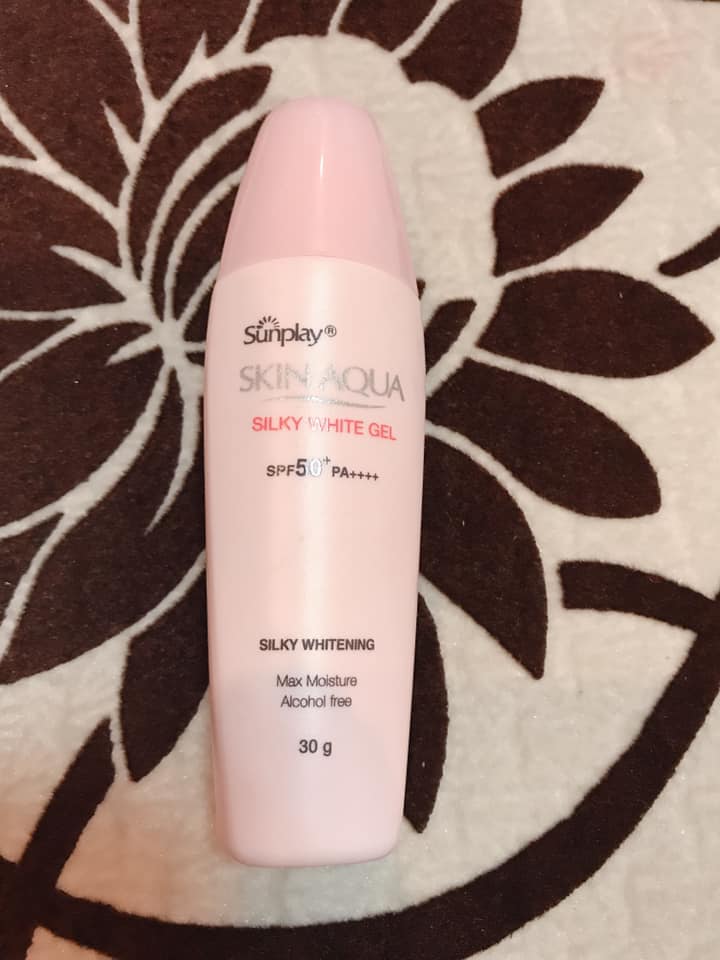 Sunplay®
SKIN AQUA
SILKY WHITE GEL
SPF50+ PA++++
SILKY WHITENING
Max Moisture
Alcohol free
30 g